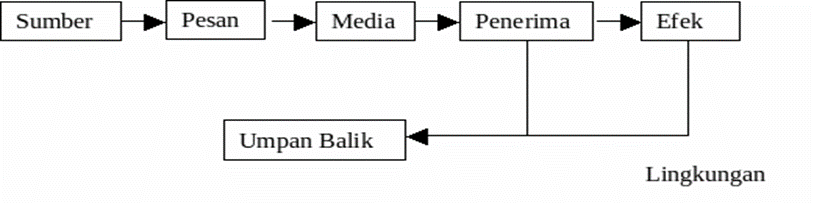 Sumber
Pesan
Media
Penerima
Efek
Umpan Balik
Lingkungan